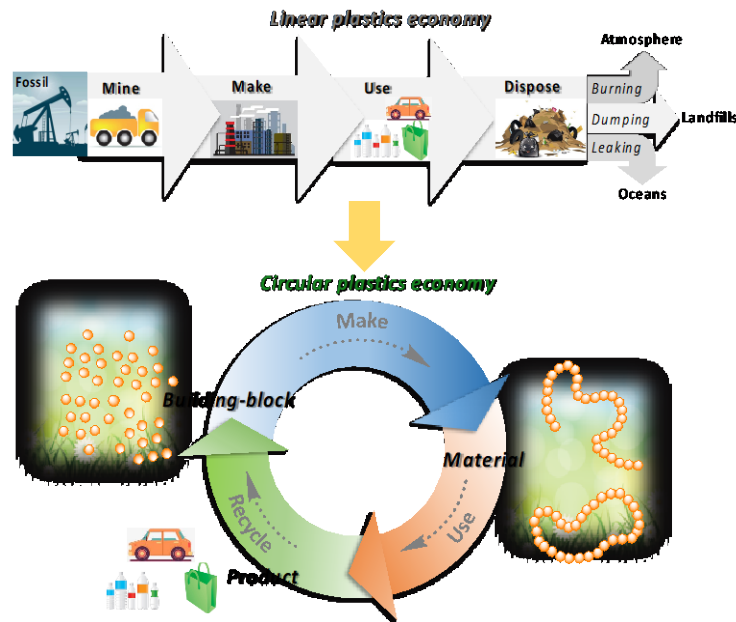 Linear plastics economy
Atmosphere
Fossil
Mine
Make
Use
Dispose
Burning
Dumping
Landfills
Leaking
Oceans
Circular plastics economy
Make
Building-block
Material
Recycle
Use
Product